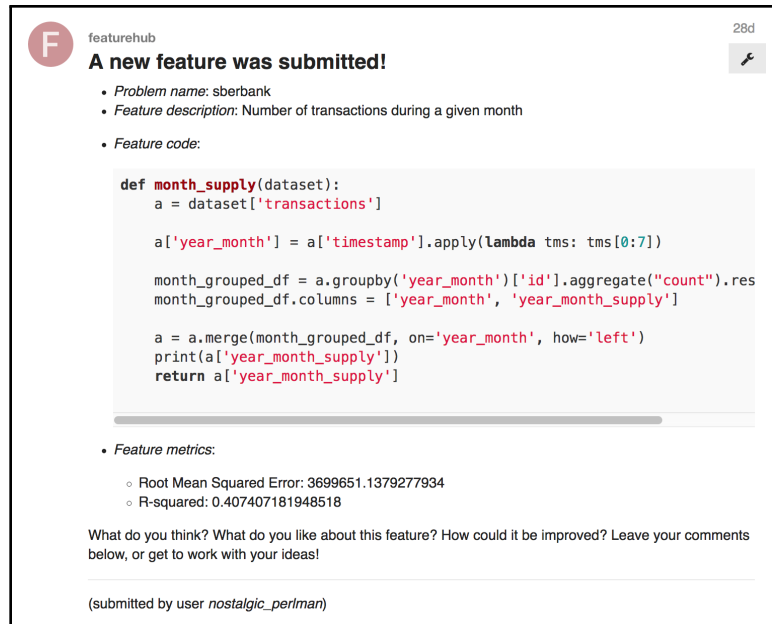 F
featurehub
28d
A new feature was submitted!
• Problem name: sberbank
• Feature description: Number of transactions during a given month
• Feature code:
def month_supply(dataset):
    a = dataset['transactions']
    a['year_month'] = a['timestamp'].apply(lambda tms: tms[0:7])
    month_grouped_df = a.groupby('year_month')['id'].aggregate("count").res
    month_grouped_df.columns = ['year_month', 'year_month_supply']
    a = a.merge(month_grouped_df, on='year_month', how='left')
    print(a['year_month_supply'])
    return a['year_month_supply']
• Feature metrics:
◦ Root Mean Squared Error: 3699651.1379277934
◦ R-squared: 0.407407181948518
What do you think? What do you like about this feature? How could it be improved? Leave your comments
below, or get to work with your ideas!
(submitted by user nostalgic_perlman)